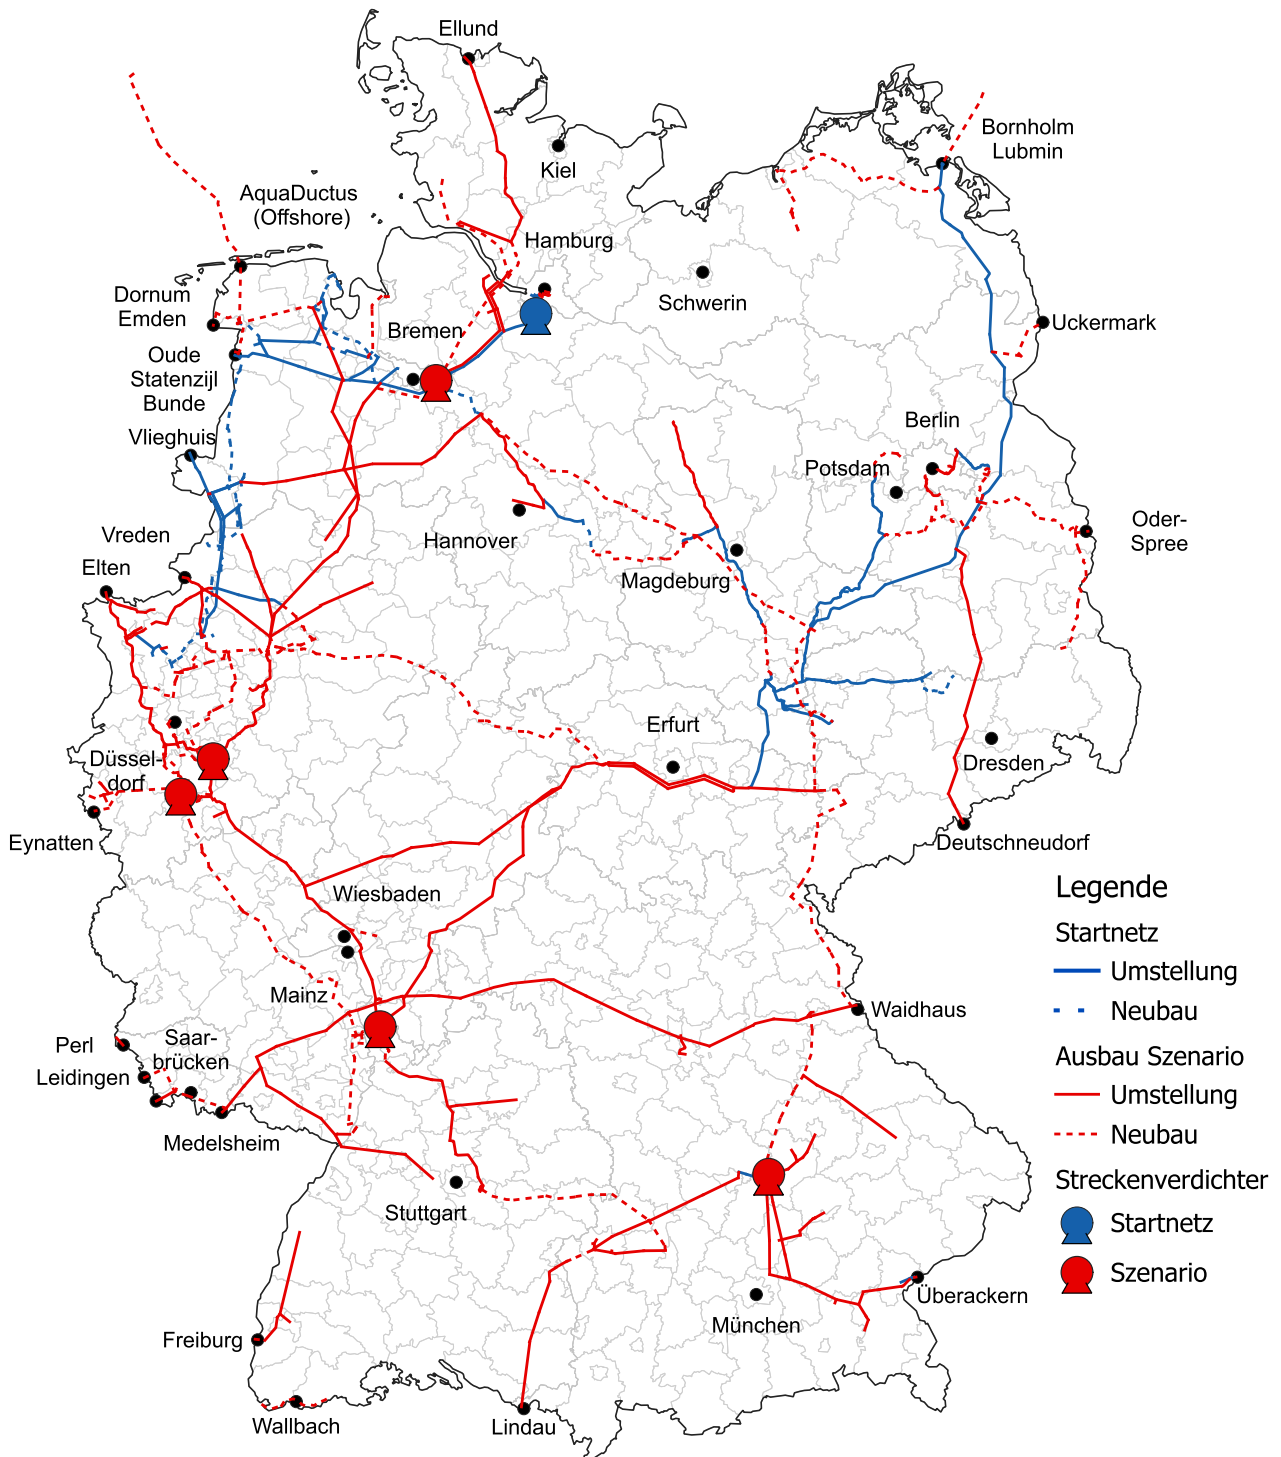 Ellund
Bornholm
Lubmin
Kiel
AquaDuctus
(Offshore)
Hamburg
Schwerin
Dornum
Emden
Uckermark
Bremen
Oude
Statenzijl
Bunde
Vlieghuis
Berlin
Potsdam
Vreden
Hannover
Oder-
Spree
Elten
Magdeburg
Erfurt
Düssel-
dorf
Dresden
Eynatten
Deutschneudorf
Wiesbaden
Mainz
Waidhaus
Perl
Saar-
brücken
Leidingen
Medelsheim
Stuttgart
Überackern
München
Freiburg
Wallbach
Lindau
Legende
Startnetz
Umstellung
Neubau
Ausbau Szenario
Umstellung
Neubau
Streckenverdichter
Startnetz
Szenario